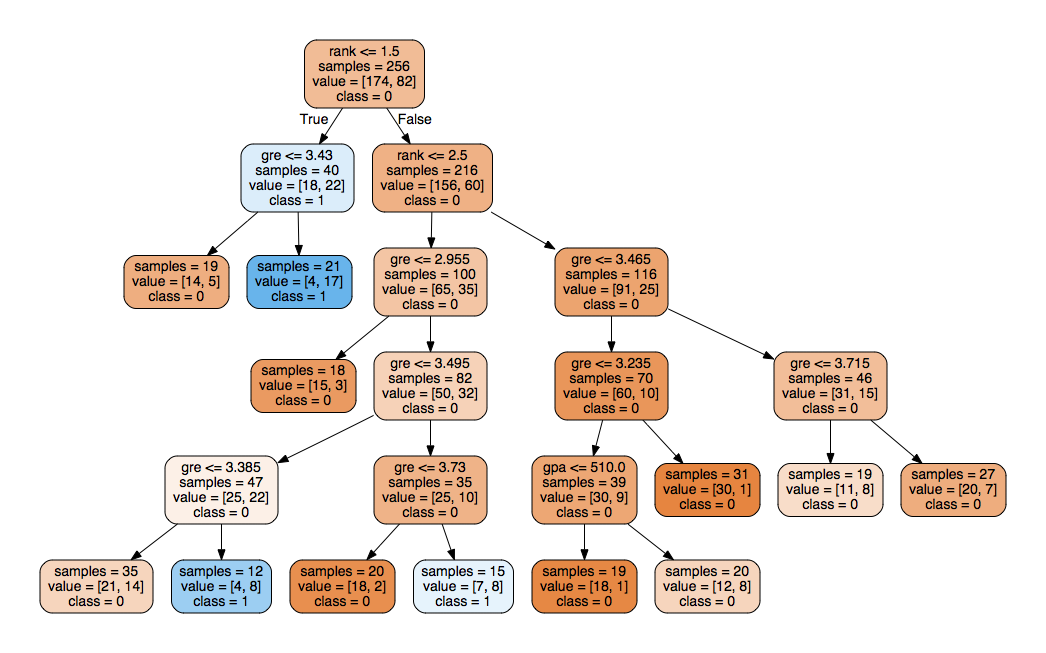 rank <= 1.5
samples = 256
value = [174, 82]
class = 0
True
False
gre <= 3.43
samples = 40
value = [18, 22]
class = 1
rank <= 2.5
samples = 216
value = [156, 60]
class = 0
samples = 19
value = [14, 5]
class = 0
samples = 21
value = [4, 17]
class = 1
gre <= 2.955
samples = 100
value = [65, 35]
class = 0
gre <= 3.465
samples = 116
value = [91, 25]
class = 0
samples = 18
value = [15, 3]
class = 0
gre <= 3.495
samples = 82
value = [50, 32]
class = 0
gre <= 3.235
samples = 70
value = [60, 10]
class = 0
gre <= 3.715
samples = 46
value = [31, 15]
class = 0
gre <= 3.385
samples = 47
value = [25, 22]
class = 0
gre <= 3.73
samples = 35
value = [25, 10]
class = 0
gpa <= 510.0
samples = 39
value = [30, 9]
class = 0
samples = 31
value = [30, 1]
class = 0
samples = 19
value = [11, 8]
class = 0
samples = 27
value = [20, 7]
class = 0
samples = 35
value = [21, 14]
class = 0
samples = 12
value = [4, 8]
class = 1
samples = 20
value = [18, 2]
class = 0
samples = 15
value = [7, 8]
class = 1
samples = 19
value = [18, 1]
class = 0
samples = 20
value = [12, 8]
class = 0